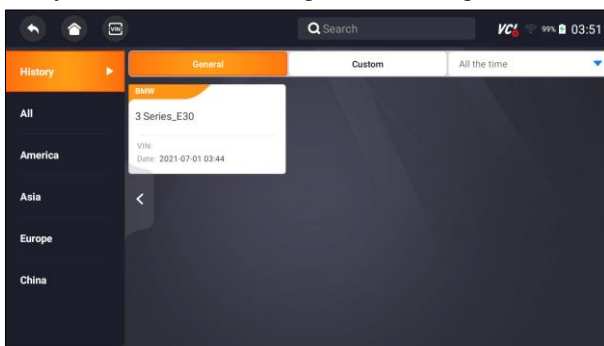 VIN
Search
VCI
99%
03:51
History
General
Custom
All the time
BMW
3 Series_E30
VIN:
Date: 2021-07-01 03:44
All
America
Asia
Europe
China